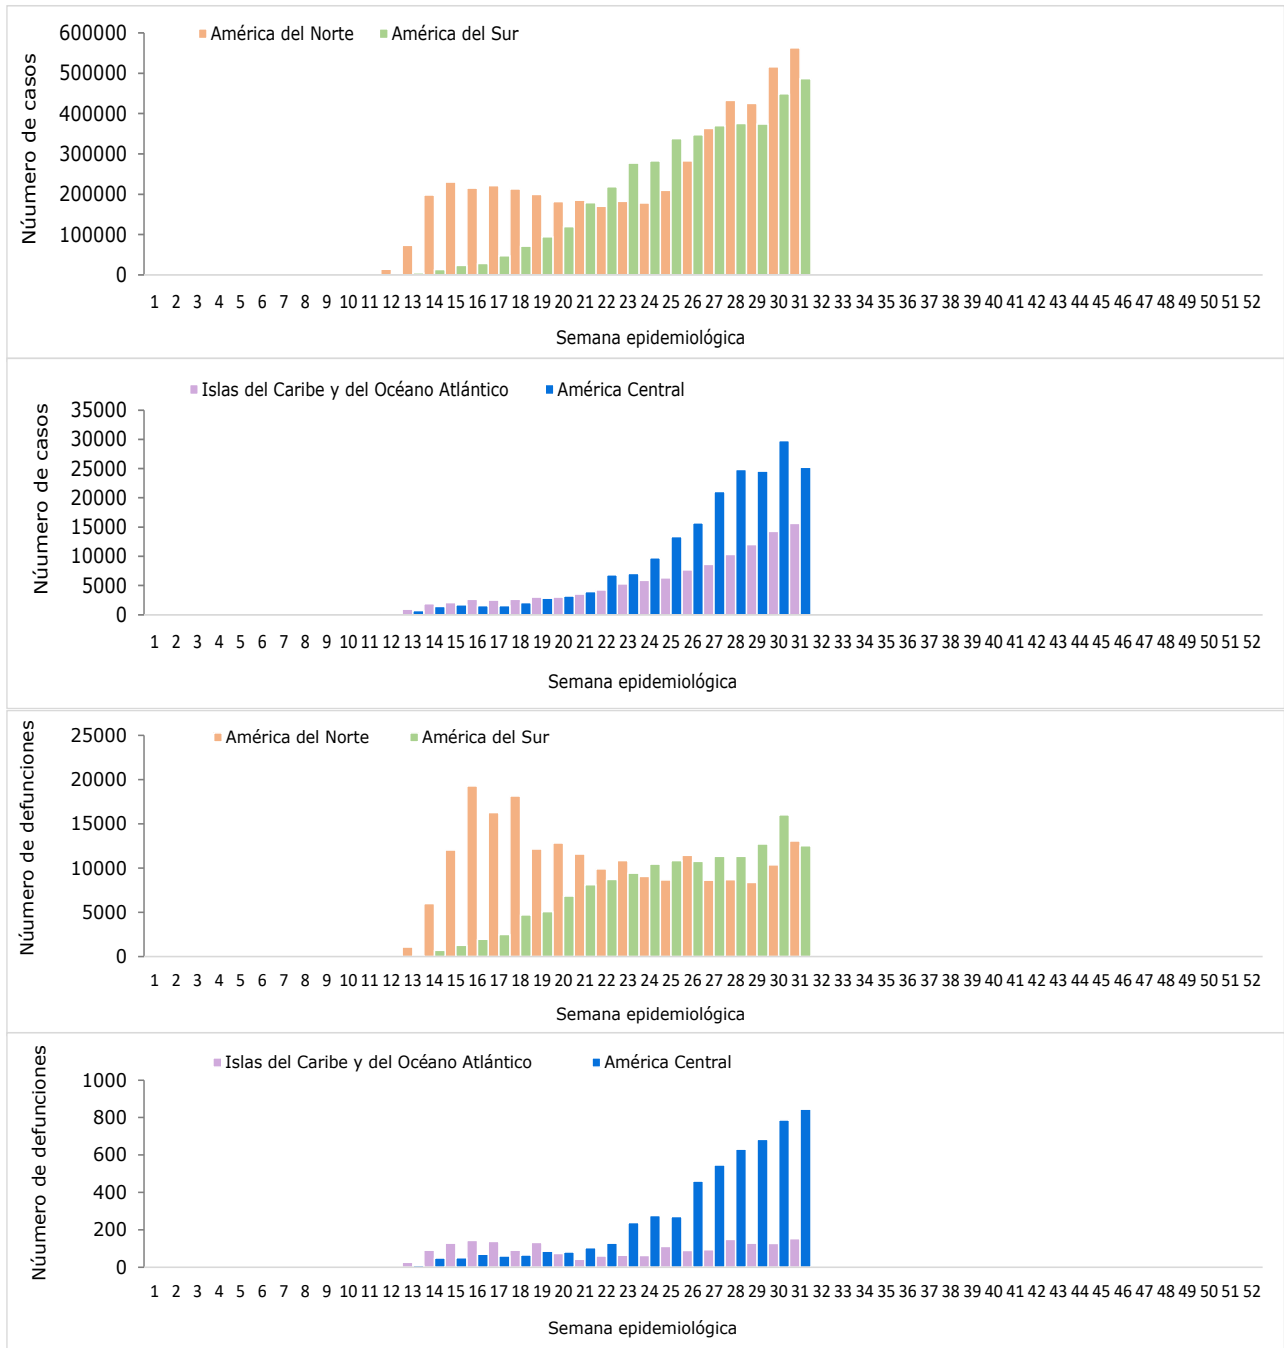 América del Norte América del Sur
Núumero de casos
600000
500000
400000
300000
200000
100000
0
1 2 3 4 5 6 7 8 9 10 11 12 13 14 15 16 17 18 19 20 21 22 23 24 25 26 27 28 29 30 31 32 33 34 35 36 37 38 39 40 41 42 43 44 45 46 47 48 49 50 51 52
Semana epidemiológica
Islas del Caribe y del Océano Atlántico América Central
Núumero de casos
35000
30000
25000
20000
15000
10000
5000
0
1 2 3 4 5 6 7 8 9 10 11 12 13 14 15 16 17 18 19 20 21 22 23 24 25 26 27 28 29 30 31 32 33 34 35 36 37 38 39 40 41 42 43 44 45 46 47 48 49 50 51 52
Semana epidemiológica
América del Norte América del Sur
Núumero de defunciones
25000
20000
15000
10000
5000
0
1 2 3 4 5 6 7 8 9 10 11 12 13 14 15 16 17 18 19 20 21 22 23 24 25 26 27 28 29 30 31 32 33 34 35 36 37 38 39 40 41 42 43 44 45 46 47 48 49 50 51 52
Semana epidemiológica
Islas del Caribe y del Océano Atlántico América Central
Núumero de defunciones
1000
800
600
400
200
0
1 2 3 4 5 6 7 8 9 10 11 12 13 14 15 16 17 18 19 20 21 22 23 24 25 26 27 28 29 30 31 32 33 34 35 36 37 38 39 40 41 42 43 44 45 46 47 48 49 50 51 52
Semana epidemiológica